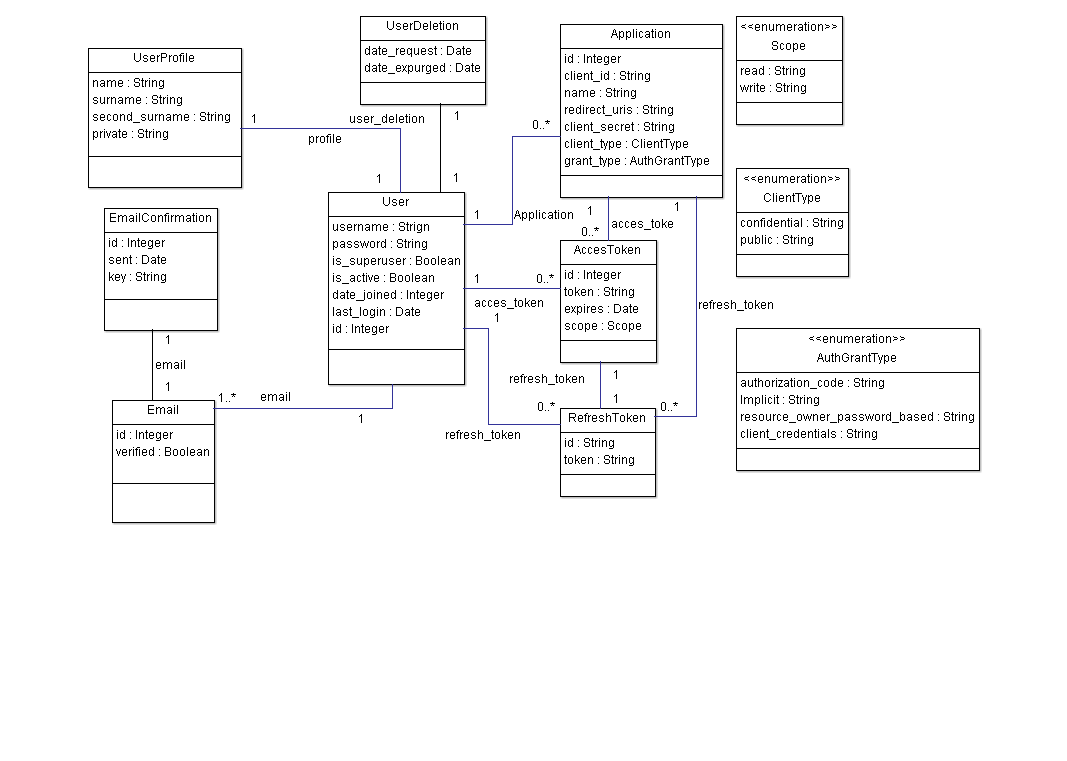 UserDeletion
date_request : Date
date_expurged : Date
UserProfile
name : String
surname : String
second_surname : String
private : String
Application
id : Integer
client_id : String
name : String
redirect_uris : String
client_secret : String
client_type : ClientType
grant_type : AuthGrantType
<<enumeration>>
Scope
read : String
write : String
1
profile
1
user_deletion
1
1
0..*
Application
1
<<enumeration>>
ClientType
confidential : String
public : String
EmailConfirmation
id : Integer
sent : Date
key : String
User
username : Strign
password : String
is_superuser : Boolean
is_active : Boolean
date_joined : Integer
last_login : Date
id : Integer
1
acces_toke
0..*
1
AccesToken
id : Integer
token : String
expires : Date
scope : Scope
1
0..*
acces_token
1
refresh_token
1
email
1
<<enumeration>>
AuthGrantType
authorization_code : String
Implicit : String
resource_owner_password_based : String
client_credentials : String
refresh_token
1
1
Email
id : Integer
verified : Boolean
1..*
email
1
0..*
refresh_token
0..*
RefreshToken
id : String
token : String